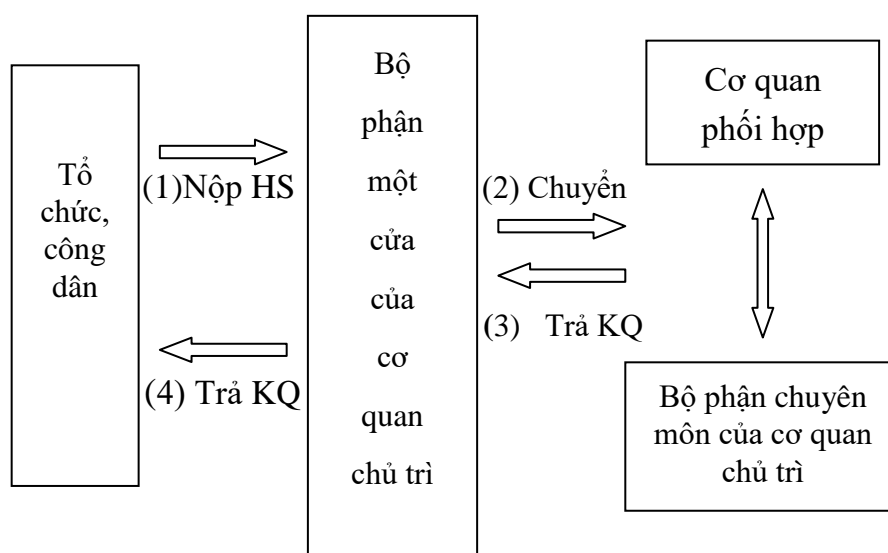 Tổ
chức,
công
dân
(1)Nộp HS
(4) Trả KQ
Bộ
phận
một
cửa
của
cơ
quan
chủ trì
(2) Chuyển
(3) Trả KQ
Cơ quan
phối hợp
Bộ phận chuyên
môn của cơ quan
chủ trì